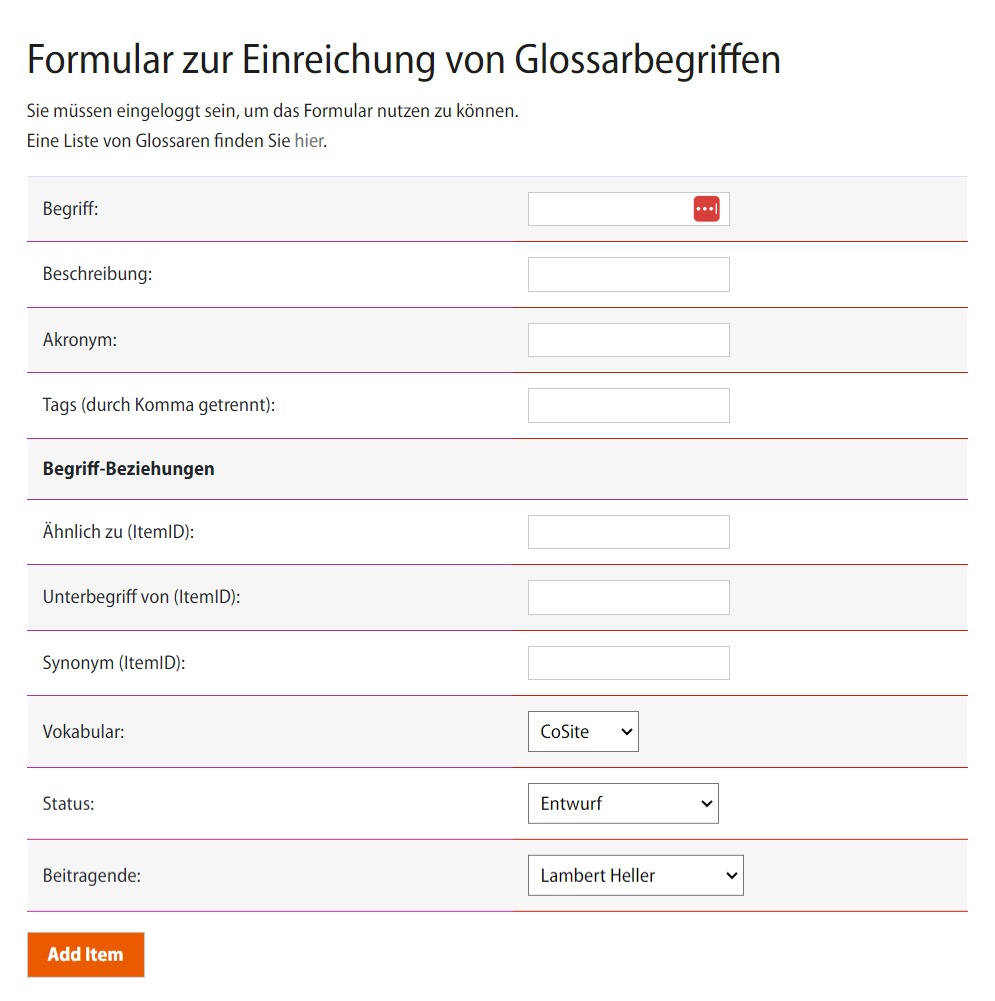 Formular zur Einreichung von Glossarbegriffen
Sie müssen eingeloggt sein, um das Formular nutzen zu können.
Eine Liste von Glossaren finden Sie hier.
Begriff:
Beschreibung:
Akronym:
Tags (durch Komma getrennt):
Begriff-Beziehungen
Ähnlich zu (ItemID):
Unterbegriff von (ItemID):
Synonym (ItemID):
Vokabular: CoSite
Status: Entwurf
Beitragende: Lambert Heller
Add Item